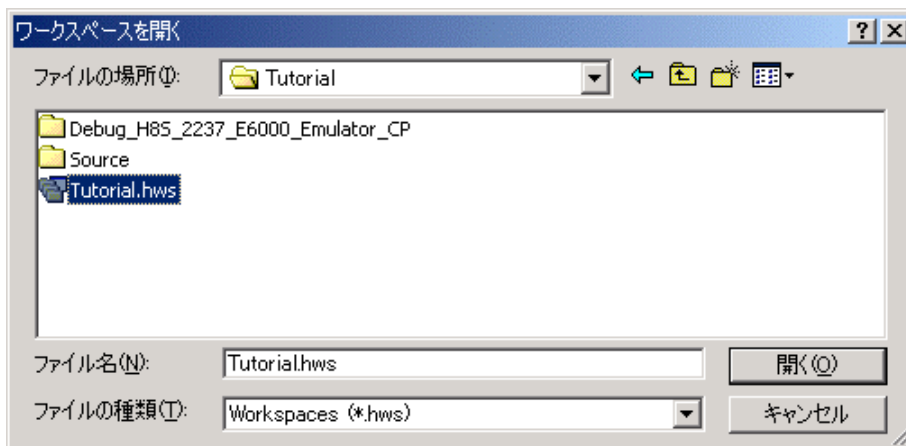 ワークスペースを開く
ファイルの場所(I): Tutorial
Debug_H8S_2237_E6000_Emulator_CP
Source
Tutorial.hws
ファイル名(N): Tutorial.hws 開く(O)
ファイルの種類(T): Workspaces (*.hws) キャンセル